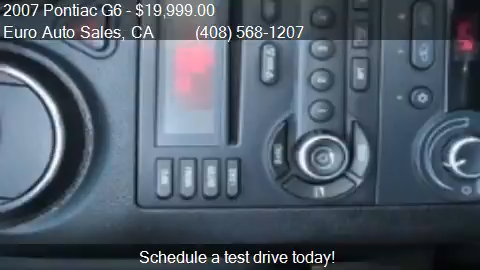 2007 Pontiac G6 - $19,999.00
Euro Auto Sales, CA (408) 568-1207
Schedule a test drive today!